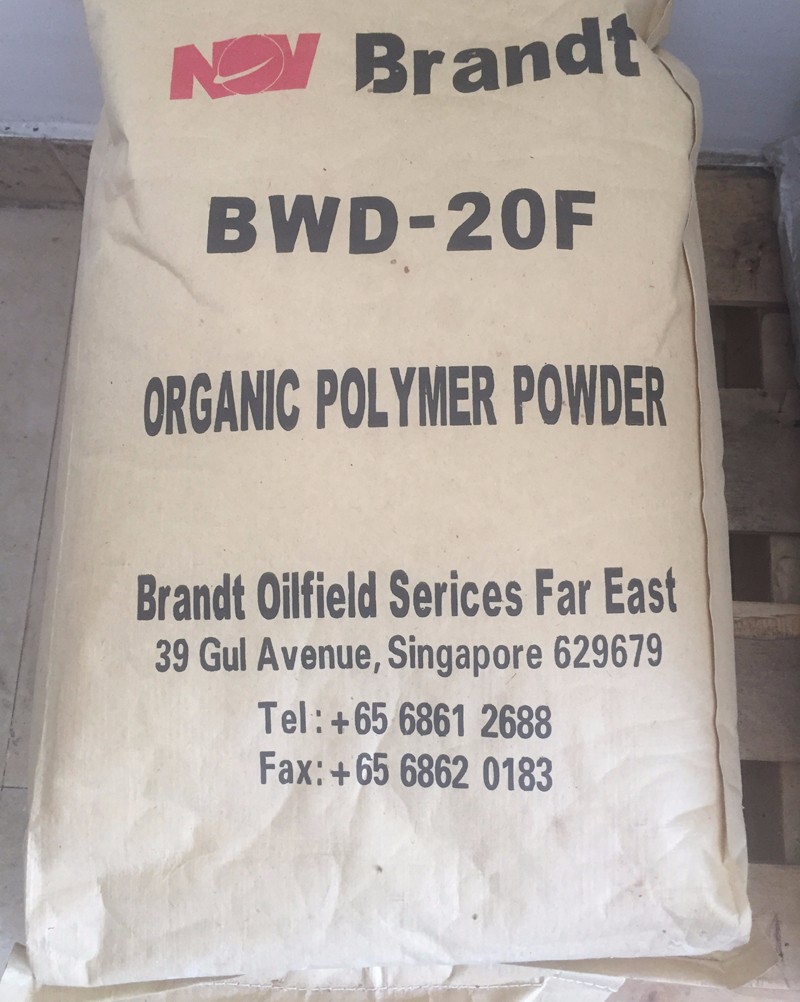 NOV Brandt
BWD-20F
ORGANIC POLYMER POWDER
Brandt Oilfield Serices Far East
39 Gul Avenue, Singapore 629679
Tel: +65 6861 2688
Fax: +65 6862 0183